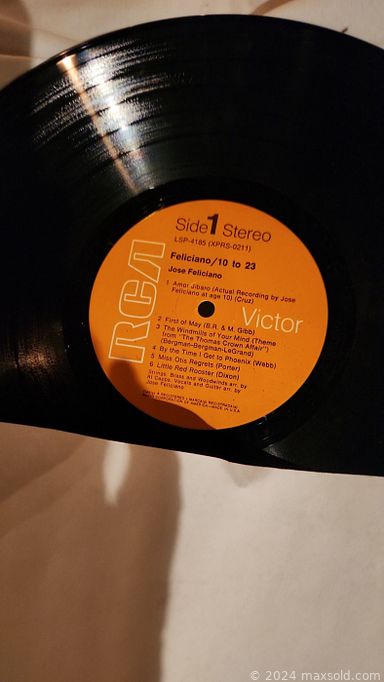 Side 1 Stereo
LSP-4185 (XPRS-0211)
Feliciano/10 to 23
Jose Feliciano
1 Amor Jibaro (Actual Recording by Jose
Feliciano at age 10) (Cruz)
RCA
Victor
2 First of May (B.R. & M. Gibb)
3 The Windmills of Your Mind (Theme
from "The Thomas Crown Affair")
(Bergman-Bergman-LeGrand)
4 By the Time I Get to Phoenix (Webb)
5 Miss Otis Regrets (Porter)
6 Little Red Rooster (Dixon)
Strings, Brass and Woodwinds arr. by
Al Capps. Vocals and Guitar arr. by
Jose Feliciano
© 2024 maxsold.com